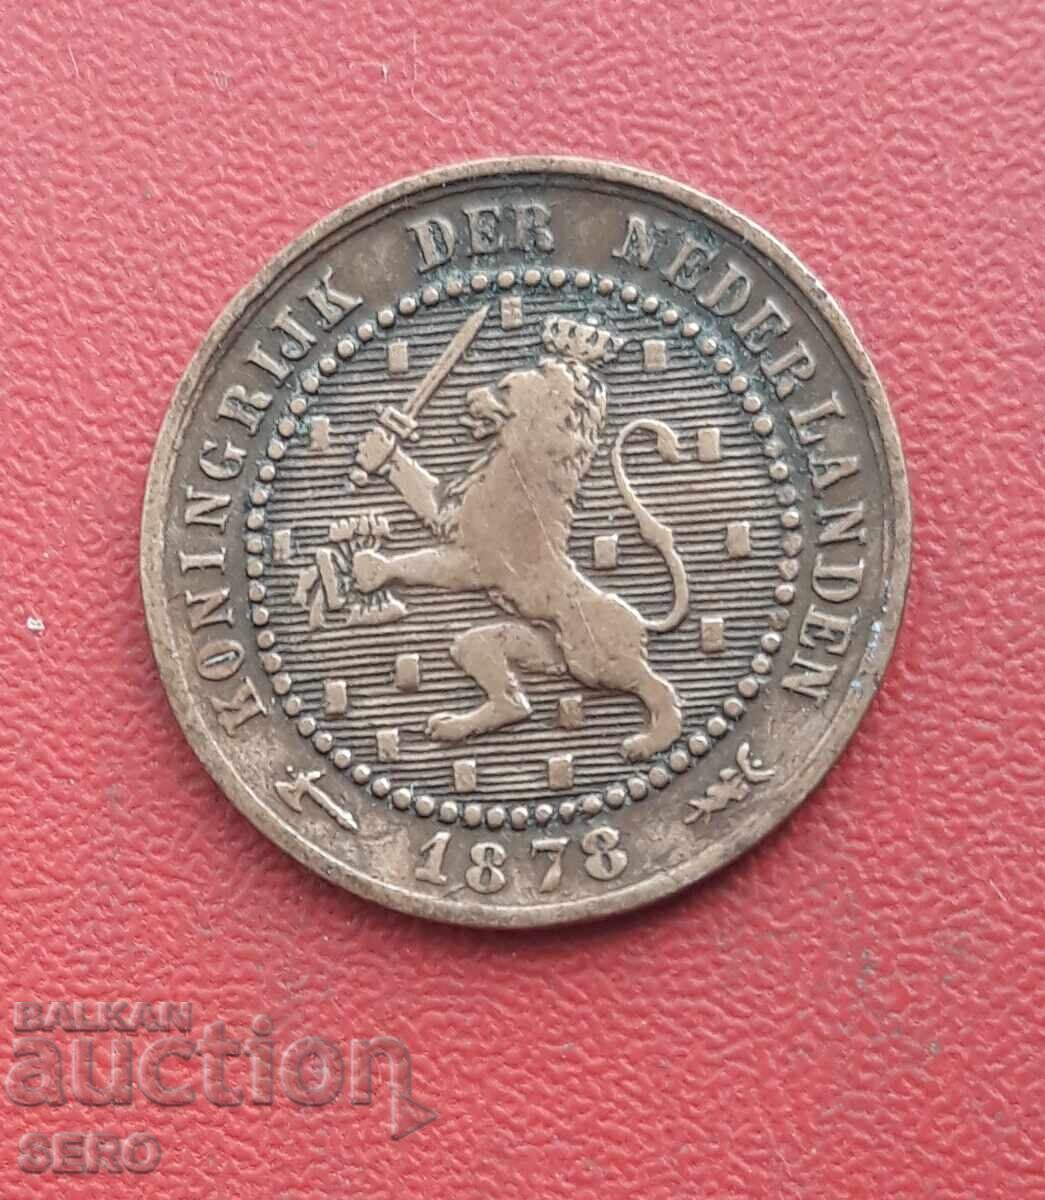 KONINGRIJK DER NEDERLANDEN
1878
BALKAN
auction
SERO